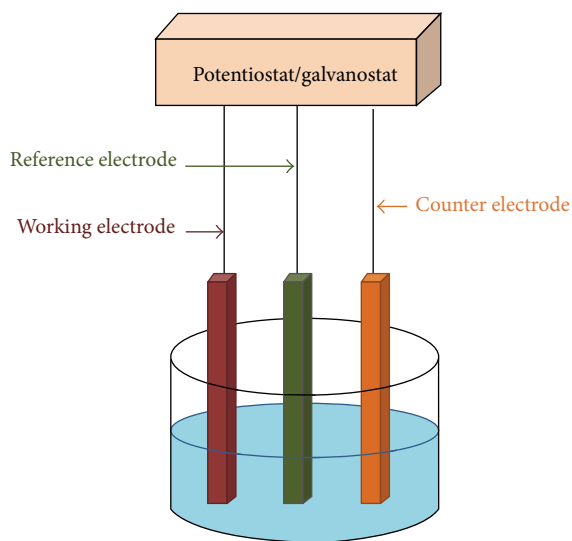 Potentiostat/galvanostat
Reference electrode
Counter electrode
Working electrode